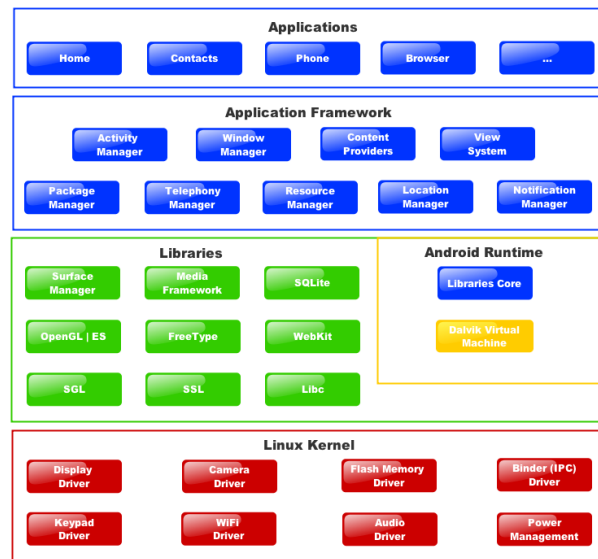 Applications
Home
Contacts
Phone
Browser
...
Application Framework
Activity
Manager
Window
Manager
Content
Providers
View
System
Package
Manager
Telephony
Manager
Resource
Manager
Location
Manager
Notification
Manager
Libraries
Surface
Manager
Media
Framework
SQLite
OpenGL | ES
FreeType
WebKit
SGL
SSL
Libc
Android Runtime
Libraries Core
Dalvik Virtual
Machine
Linux Kernel
Display
Driver
Camera
Driver
Flash Memory
Driver
Binder (IPC)
Driver
Keypad
Driver
WiFi
Driver
Audio
Driver
Power
Management